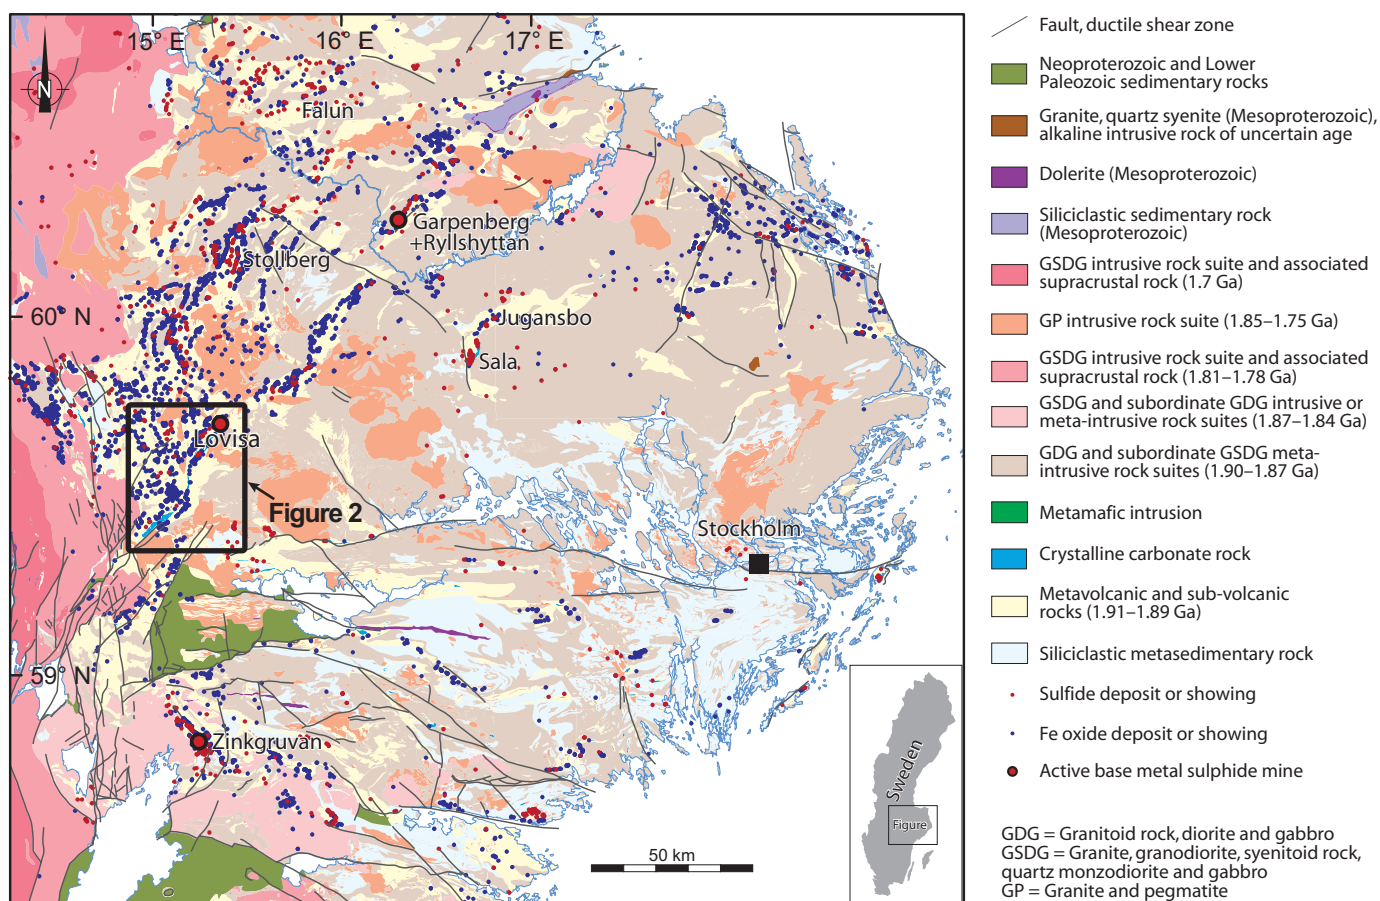 15° E
16° E
17° E
N
Falun
Garpenberg
+Ryllshyttan
Stollberg
60° N
Jugansbo
Sala
Lovisa
Figure 2
Stockholm
59° N
Zinkgruvan
50 km
Sweden
Figure
Fault, ductile shear zone
Neoproterozoic and Lower
Paleozoic sedimentary rocks
Granite, quartz syenite (Mesoproterozoic),
alkaline intrusive rock of uncertain age
Dolerite (Mesoproterozoic)
Siliciclastic sedimentary rock
(Mesoproterozoic)
GSDG intrusive rock suite and associated
supracrustal rock (1.7 Ga)
GP intrusive rock suite (1.85–1.75 Ga)
GSDG intrusive rock suite and associated
supracrustal rock (1.81–1.78 Ga)
GSDG and subordinate GDG intrusive or
meta-intrusive rock suites (1.87–1.84 Ga)
GDG and subordinate GSDG meta-
intrusive rock suites (1.90–1.87 Ga)
Metamafic intrusion
Crystalline carbonate rock
Metavolcanic and sub-volcanic
rocks (1.91–1.89 Ga)
Siliciclastic metasedimentary rock
Sulfide deposit or showing
Fe oxide deposit or showing
Active base metal sulphide mine
GDG = Granitoid rock, diorite and gabbro
GSDG = Granite, granodiorite, syenitoid rock,
quartz monzodiorite and gabbro
GP = Granite and pegmatite